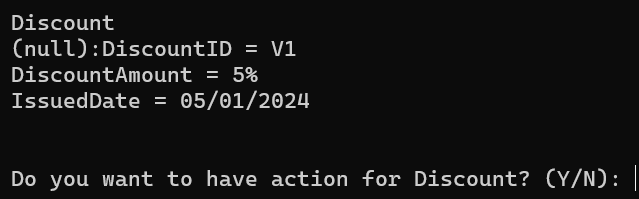 Discount
(null):DiscountID = V1
DiscountAmount = 5%
IssuedDate = 05/01/2024
Do you want to have action for Discount? (Y/N):